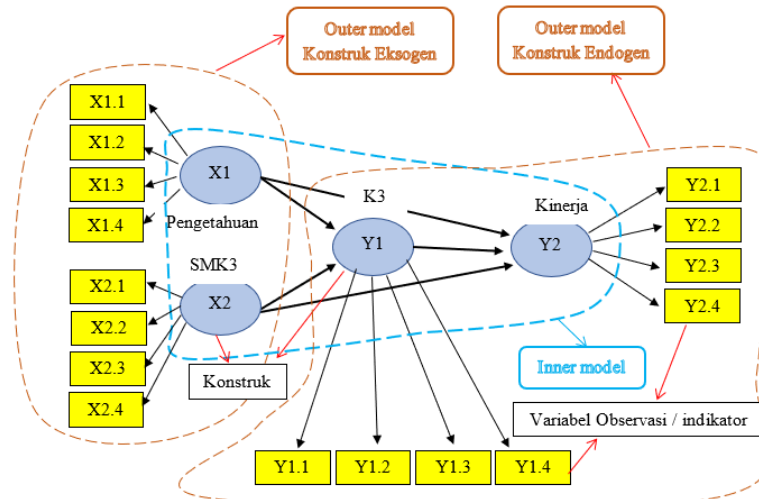 Outer model
Konstruk Eksogen
Outer model
Konstruk Endogen
X1.1
X1.2
X1.3
X1.4
X1
Pengetahuan
K3
Kinerja
Y1
Y2
Y2.1
Y2.2
Y2.3
Y2.4
SMK3
X2
X2.1
X2.2
X2.3
X2.4
Konstruk
Inner model
Variabel Observasi / indikator
Y1.1
Y1.2
Y1.3
Y1.4